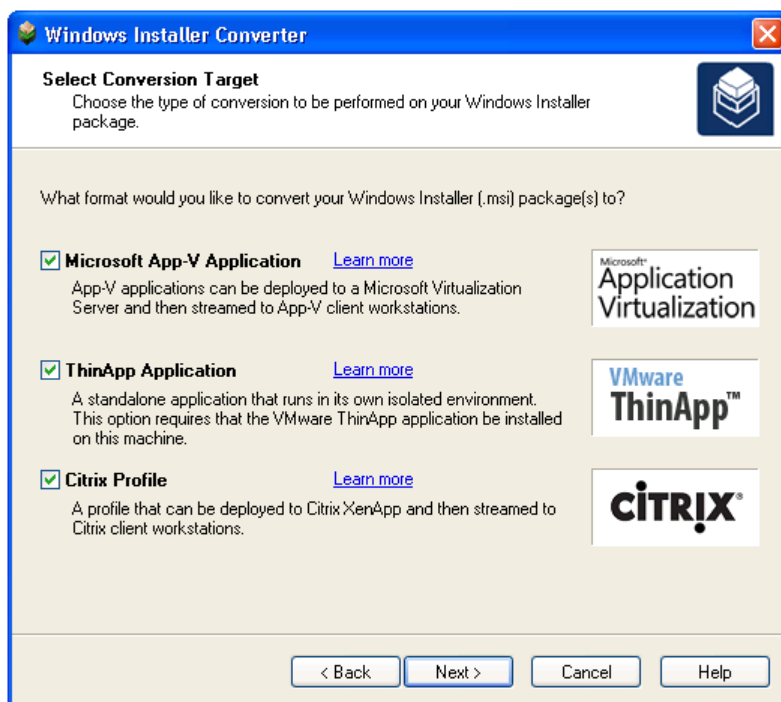 Windows Installer Converter
Select Conversion Target
Choose the type of conversion to be performed on your Windows Installer
package.
What format would you like to convert your Windows Installer (.msi) package(s) to?
Microsoft App-V Application
Learn more
App-V applications can be deployed to a Microsoft Virtualization
Server and then streamed to App-V client workstations.
Microsoft®
Application
Virtualization
ThinApp Application
Learn more
A standalone application that runs in its own isolated environment.
This option requires that the VMware ThinApp application be installed
on this machine.
VMware
ThinApp™
Citrix Profile
Learn more
A profile that can be deployed to Citrix XenApp and then streamed to
Citrix client workstations.
CİTRIX®
< Back
Next >
Cancel
Help